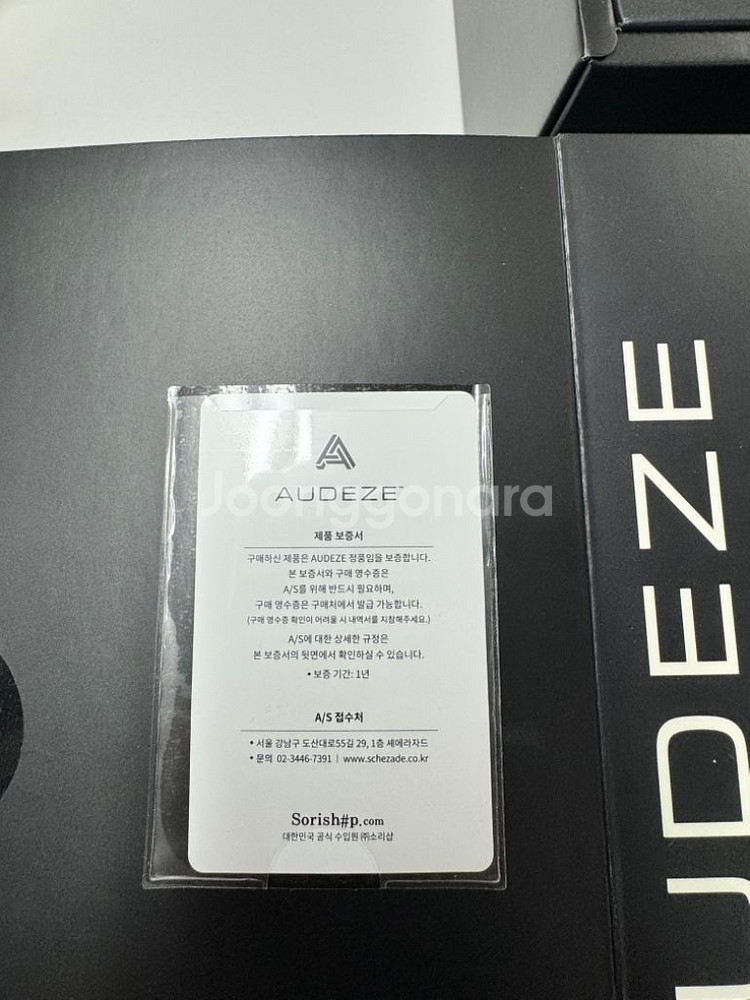 AUDEZE™
제품 보증서
구매하신 제품은 AUDEZE 정품임을 보증합니다.
본 보증서와 구매 영수증은
A/S를 위해 반드시 필요하며,
구매 영수증은 구매처에서 발급 가능합니다.
(구매 영수증 확인이 어려울 시 내역서를 지참해주세요.)
A/S에 대한 상세한 규정은
본 보증서의 뒷면에서 확인하실 수 있습니다.
• 보증 기간: 1년
A/S 접수처
• 서울 강남구 도산대로55길 29, 1층 셰에라자드
• 문의 02-3446-7391 | www.schezade.co.kr
Sorish#p.com
대한민국 공식 수입원 ㈜소리샵
Joonggonara
UDEZE